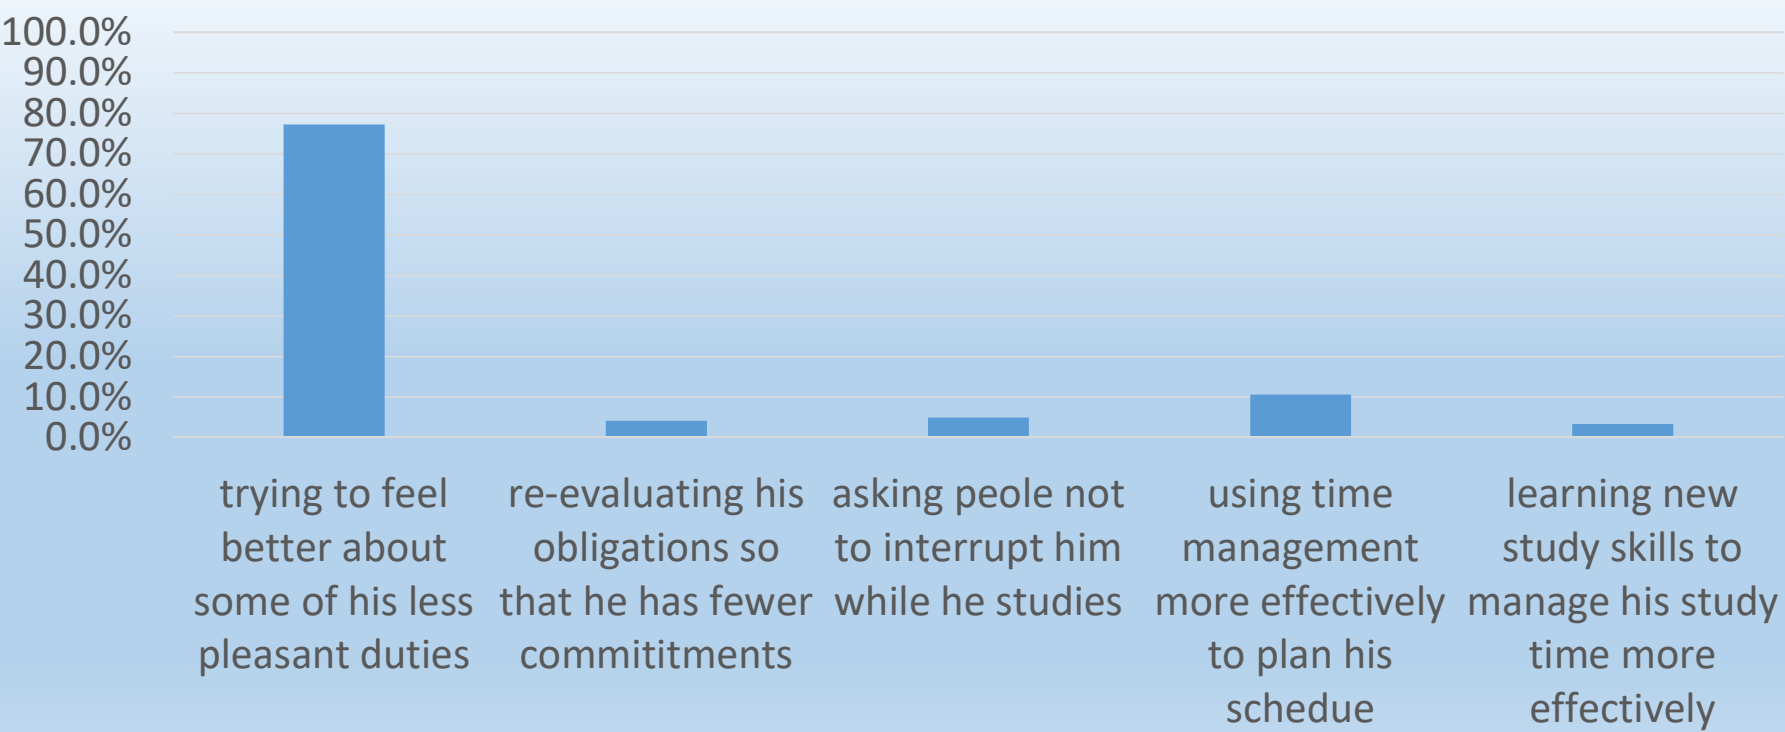 100.0%
90.0%
80.0%
70.0%
60.0%
50.0%
40.0%
30.0%
20.0%
10.0%
0.0%
trying to feel
better about
some of his less
pleasant duties
re-evaluating his
obligations so
that he has fewer
commititments
asking peole not
to interrupt him
while he studies
using time
management
more effectively
to plan his
schedue
learning new
study skills to
manage his study
time more
effectively